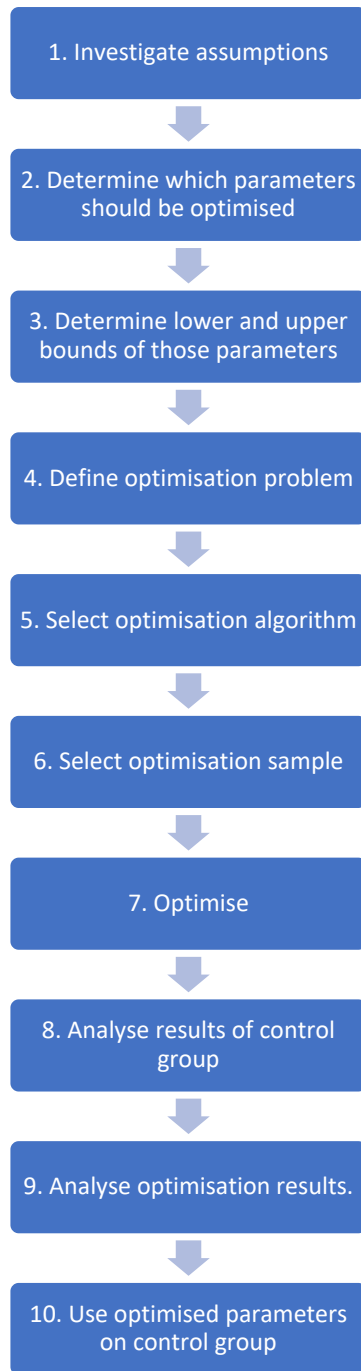 1. Investigate assumptions
2. Determine which parameters
should be optimised
3. Determine lower and upper
bounds of those parameters
4. Define optimisation problem
5. Select optimisation algorithm
6. Select optimisation sample
7. Optimise
8. Analyse results of control
group
9. Analyse optimisation results.
10. Use optimised parameters
on control group